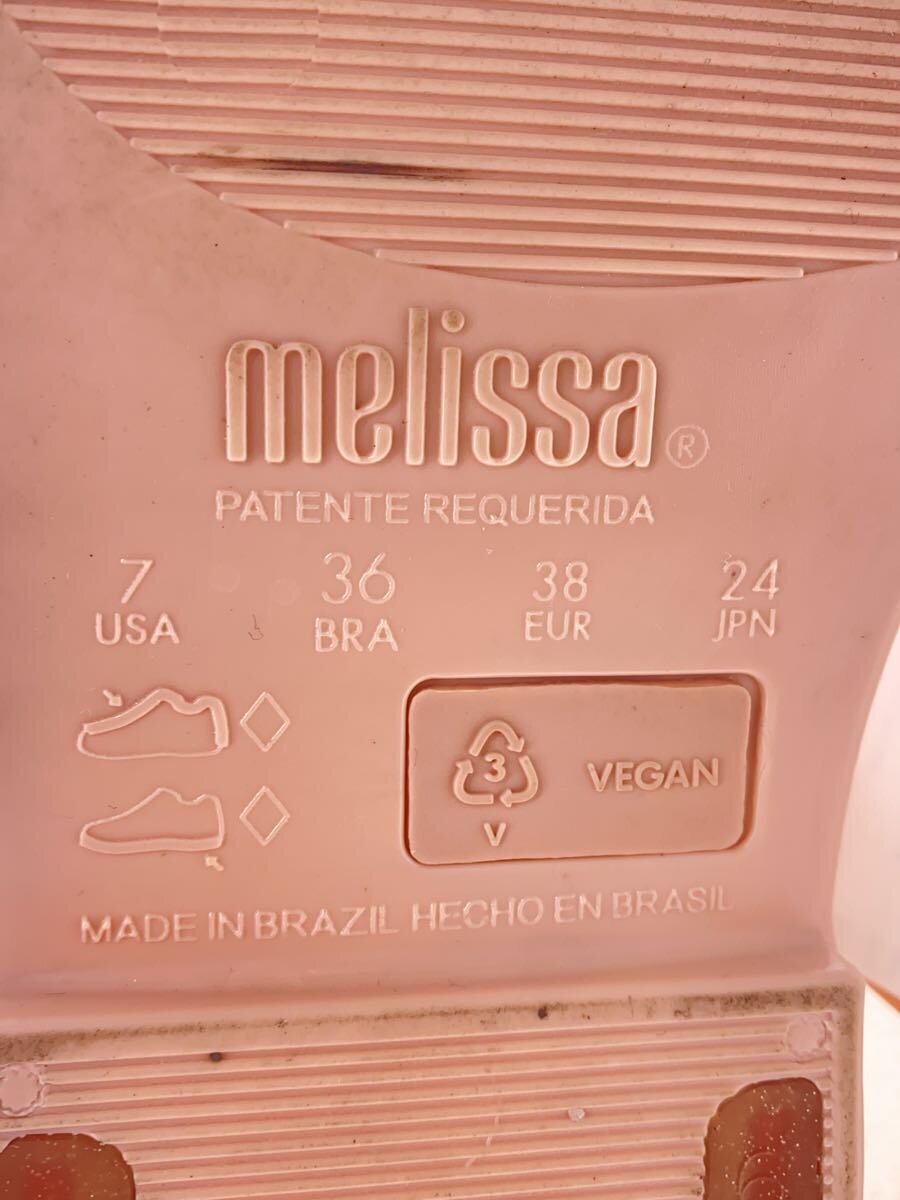 melissa®
PATENTE REQUERIDA
7 36 38 24
USA BRA EUR JPN
3 VEGAN
V
MADE IN BRAZIL HECHO EN BRASIL